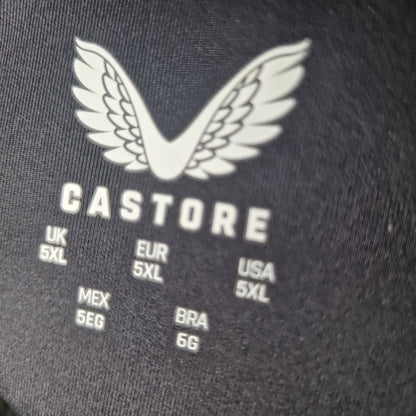 CASTORE
UK EUR USA
5XL 5XL 5XL
MEX BRA
5EG 6G